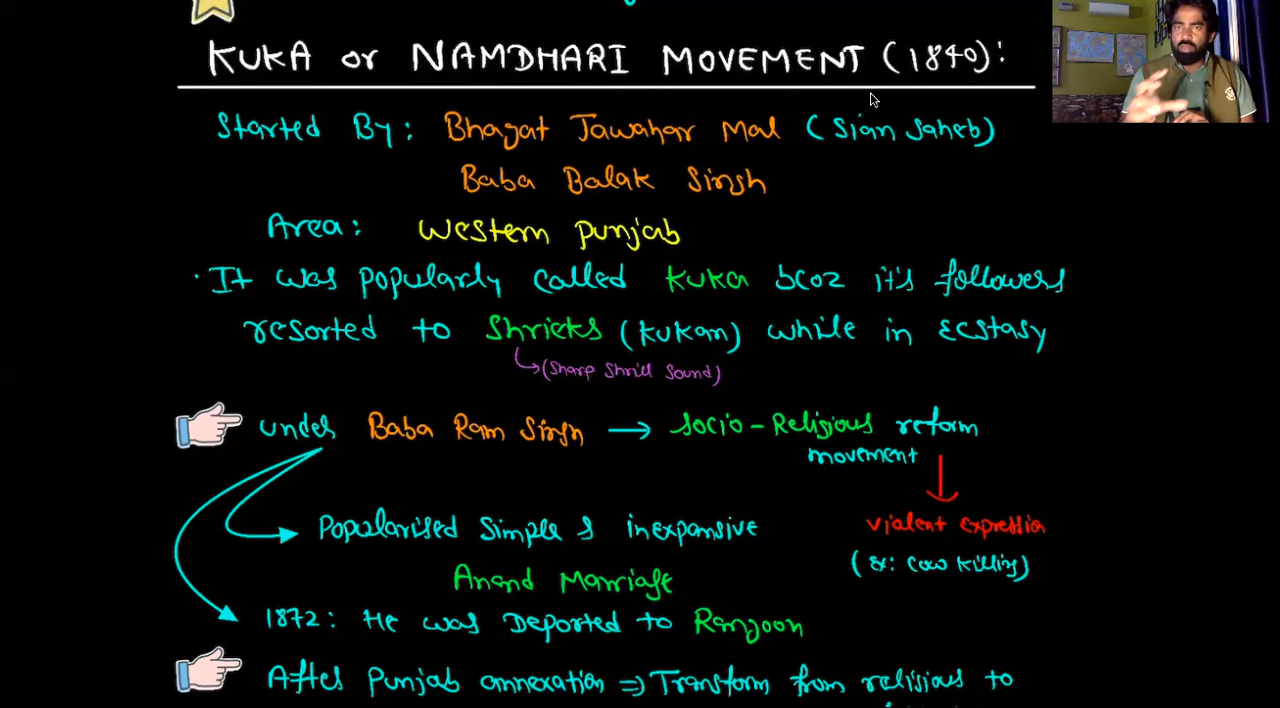 KUKA or NAMDHARI MOVEMENT (1840):
Started By: Bhagat Jawahar Mal (Sian Saheb)
Baba Balak Singh
Area: Western Punjab
· It was popularly called Kuka bcoz it's followers
resorted to Shrieks (Kukan) while in Ecstasy
(Sharp Shrill Sound)
under Baba Ram Singh → Socio-Religious reform
movement
Popularised Simple & inexpansive
violent expression
(Ex: Cow Killing)
Anand Marriage
1872: He was Deported to Rangoon
After Punjab annexation ⇒ Transform from religious to